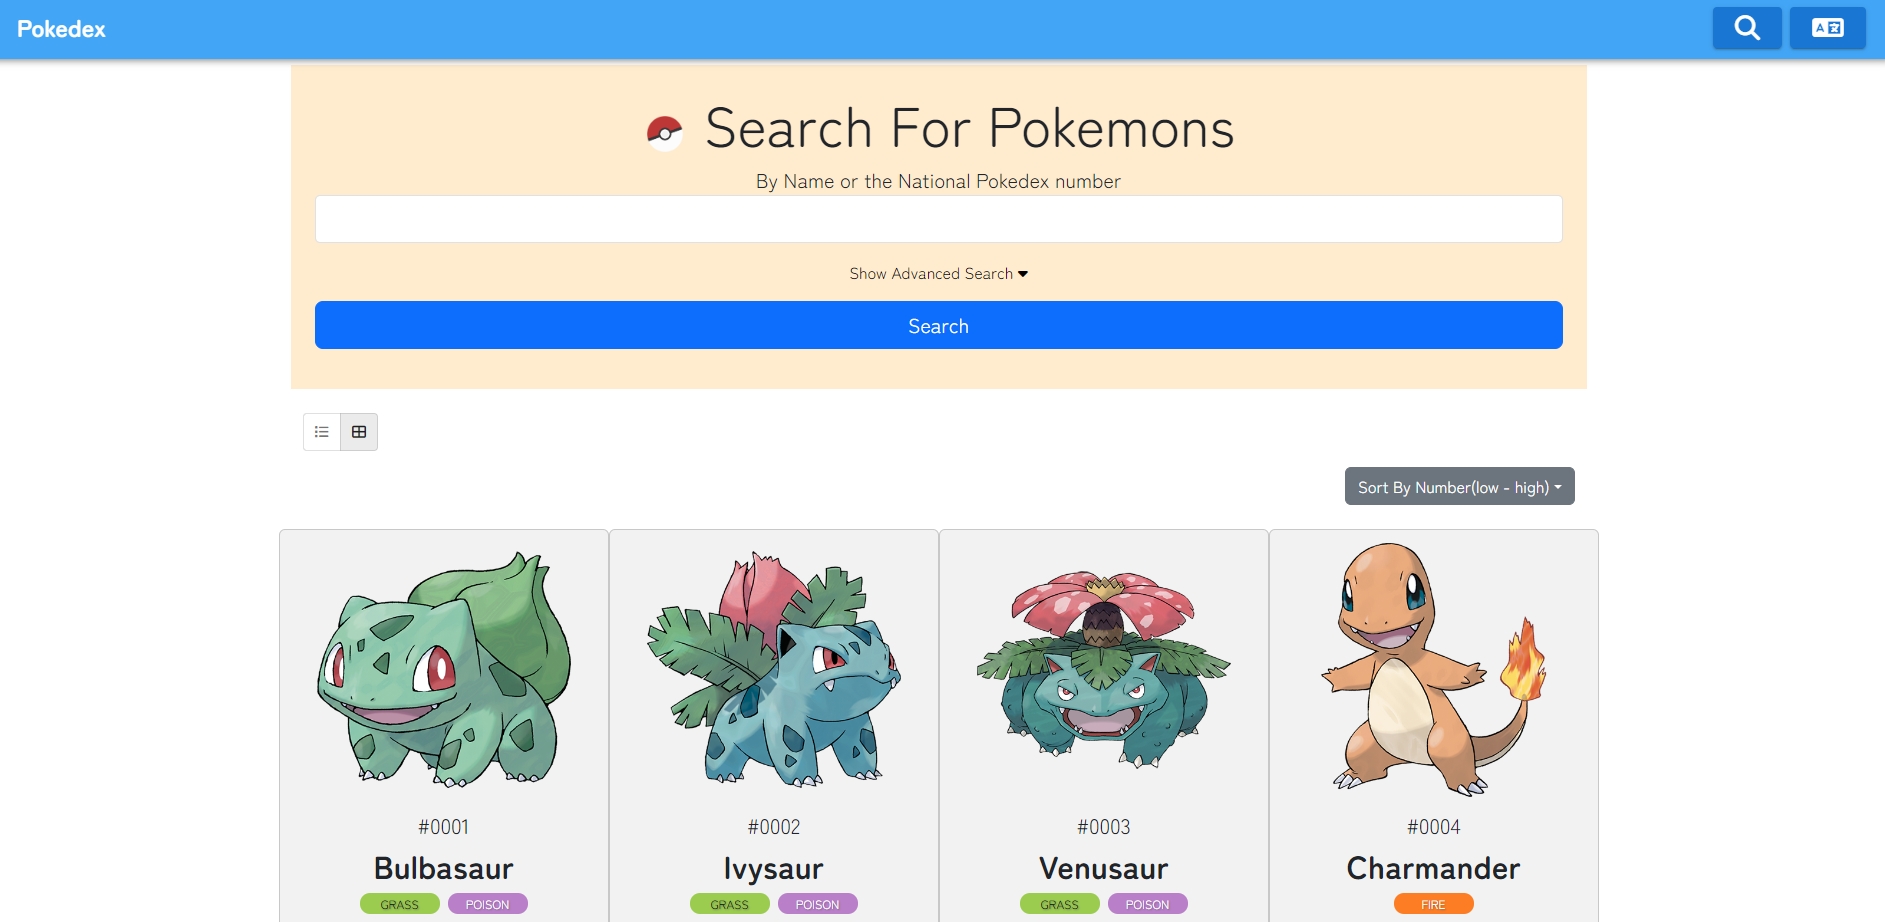 Pokedex
Search For Pokemons
By Name or the National Pokedex number
Show Advanced Search
Search
Sort By Number(low - high)
#0001
#0002
#0003
#0004
Bulbasaur
Ivysaur
Venusaur
Charmander
GRASS POISON
GRASS POISON
GRASS POISON
FIRE